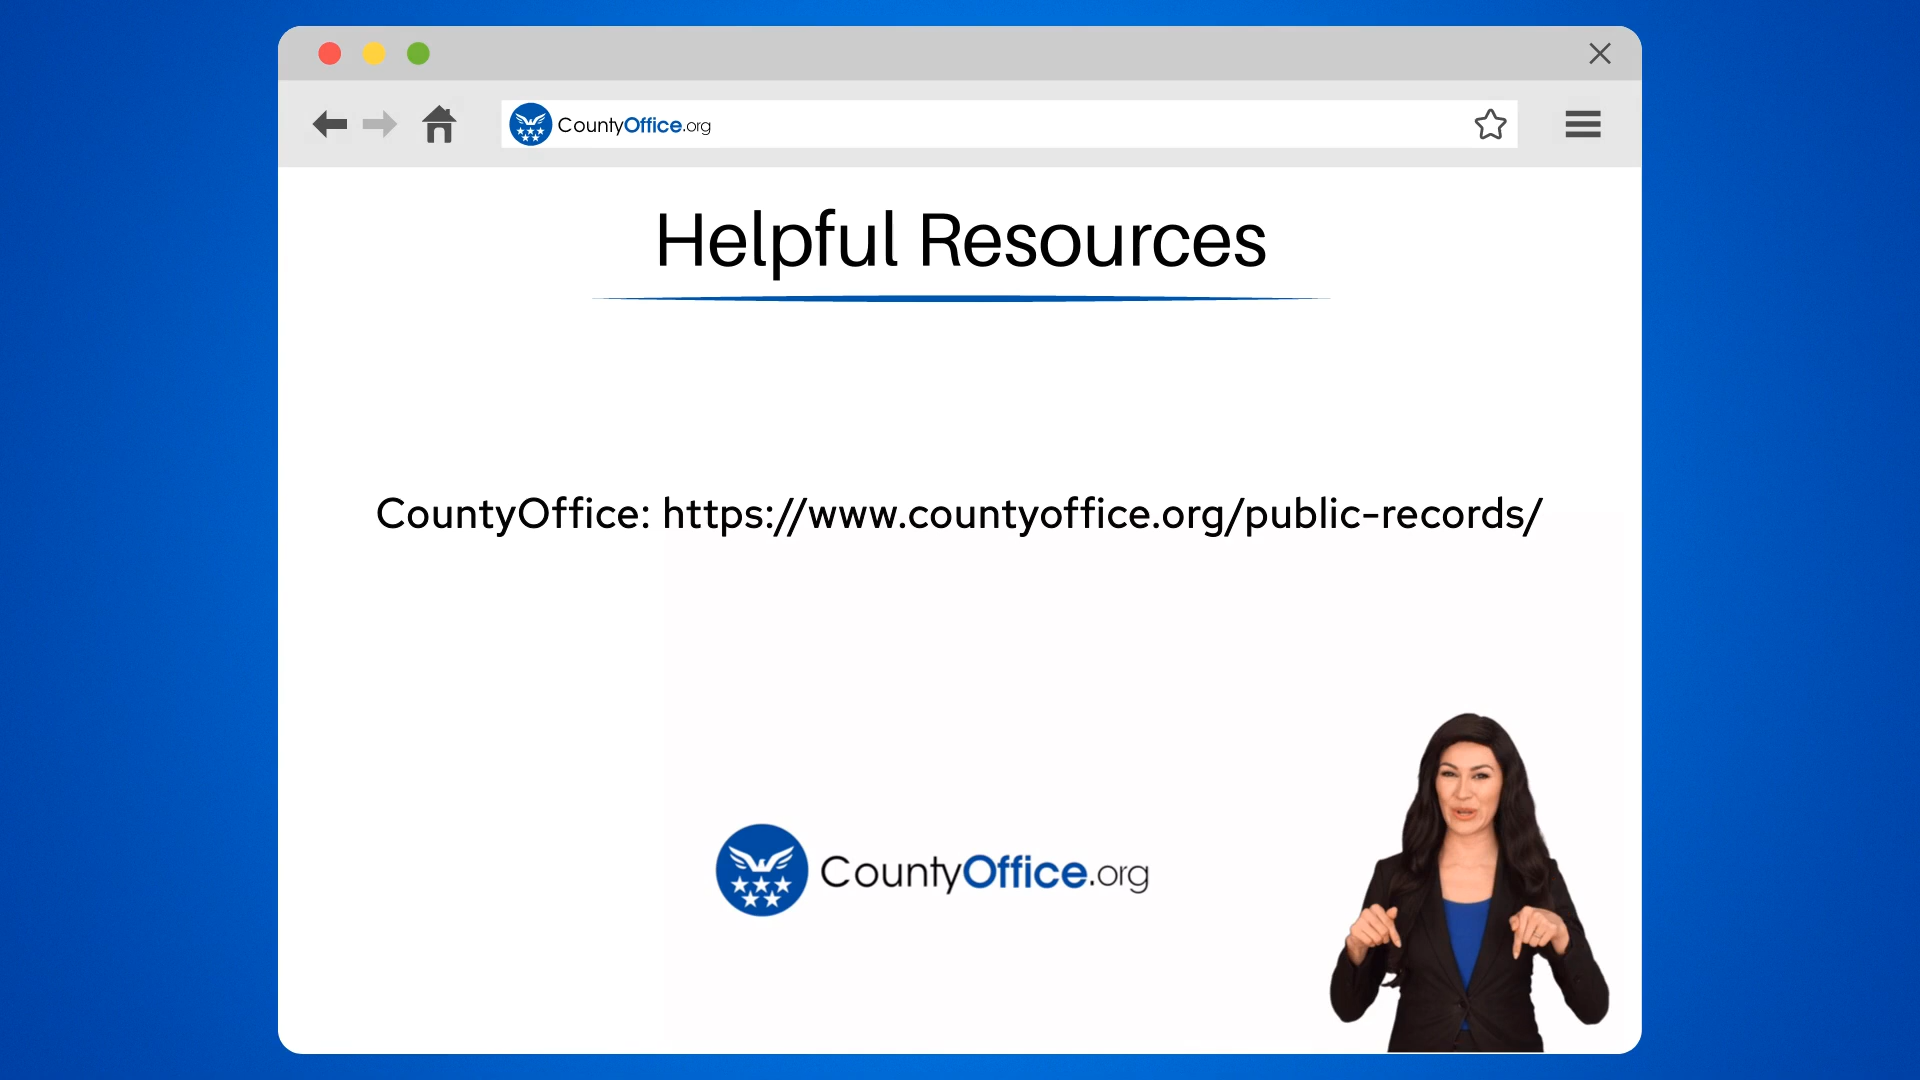 CountyOffice.org
Helpful Resources
CountyOffice: https://www.countyoffice.org/public-records/
CountyOffice.org